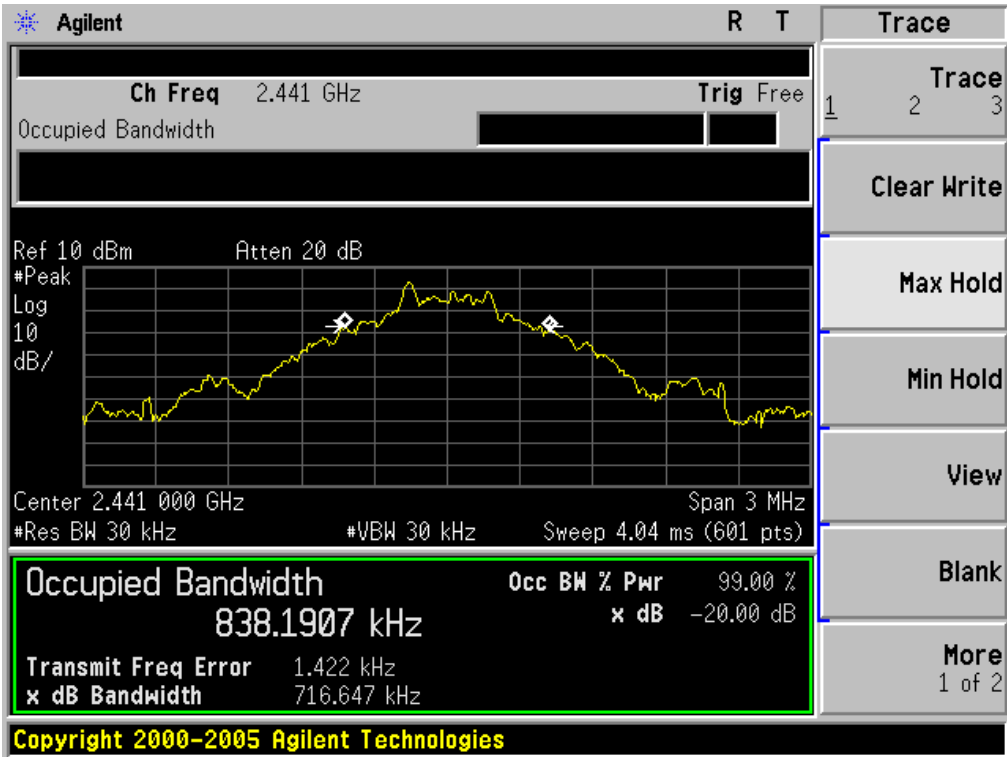 Agilent R T Trace
Ch Freq 2.441 GHz Trig Free
Occupied Bandwidth
Trace
1 2 3
Clear Write
Max Hold
Min Hold
View
Blank
More
1 of 2
Ref 10 dBm Atten 20 dB
#Peak
Log
10
dB/
Center 2.441 000 GHz Span 3 MHz
#Res BW 30 kHz #VBW 30 kHz Sweep 4.04 ms (601 pts)
Occupied Bandwidth Occ BW % Pwr 99.00 %
838.1907 kHz x dB -20.00 dB
Transmit Freq Error 1.422 kHz
x dB Bandwidth 716.647 kHz
Copyright 2000-2005 Agilent Technologies